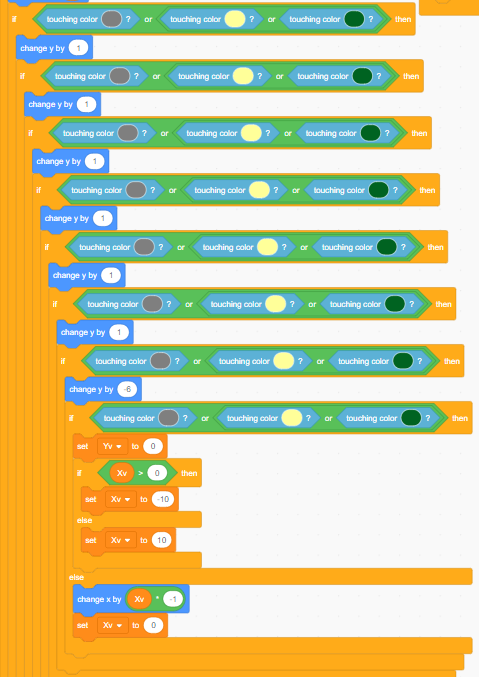 if touching color ? or touching color ? or touching color ? then
change y by 1
if touching color ? or touching color ? or touching color ? then
change y by 1
if touching color ? or touching color ? or touching color ? then
change y by 1
if touching color ? or touching color ? or touching color ? then
change y by 1
if touching color ? or touching color ? or touching color ? then
change y by 1
if touching color ? or touching color ? or touching color ? then
change y by 1
if touching color ? or touching color ? or touching color ? then
change y by -6
if touching color ? or touching color ? or touching color ? then
set Yv to 0
if Xv > 0 then
set Xv to -10
else
set Xv to 10
else
change x by Xv * -1
set Xv to 0